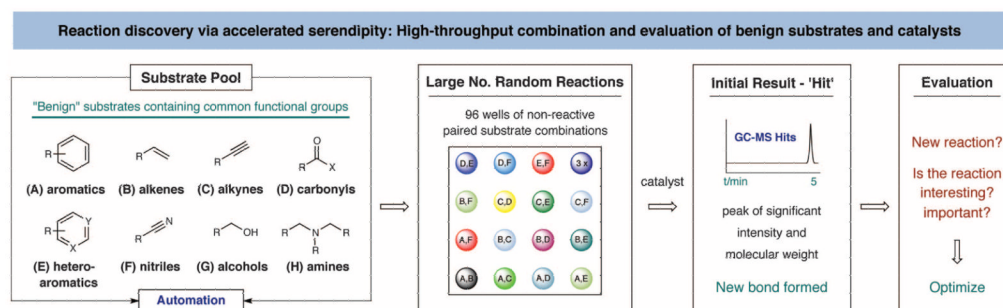 Reaction discovery via accelerated serendipity: High-throughput combination and evaluation of benign substrates and catalysts
Substrate Pool
"Benign" substrates containing common functional groups
R
R
R
O
R
X
(A) aromatics
(B) alkenes
(C) alkynes
(D) carbonyls
R
Y
X
R
N
R
OH
R
N
R
R
(E) hetero-
aromatics
(F) nitriles
(G) alcohols
(H) amines
Automation
Large No. Random Reactions
96 wells of non-reactive
paired substrate combinations
D,E
D,F
E,F
3 x
B,F
C,D
C,E
C,F
A,F
B,C
B,D
B,E
A,B
A,C
A,D
A,E
catalyst
Initial Result - 'Hit'
GC-MS Hits
t/min
5
peak of significant
intensity and
molecular weight
New bond formed
Evaluation
New reaction?
Is the reaction
interesting?
important?
Optimize